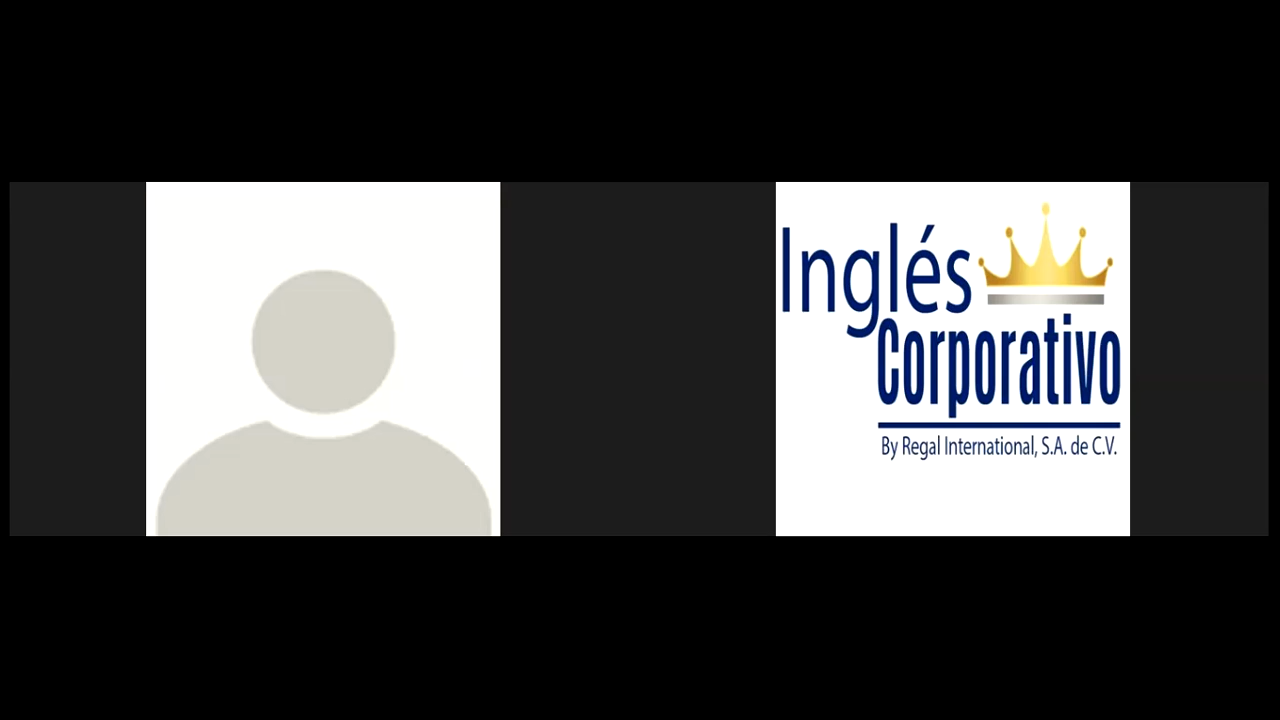 Inglés
Corporativo
By Regal International, S.A. de C.V.